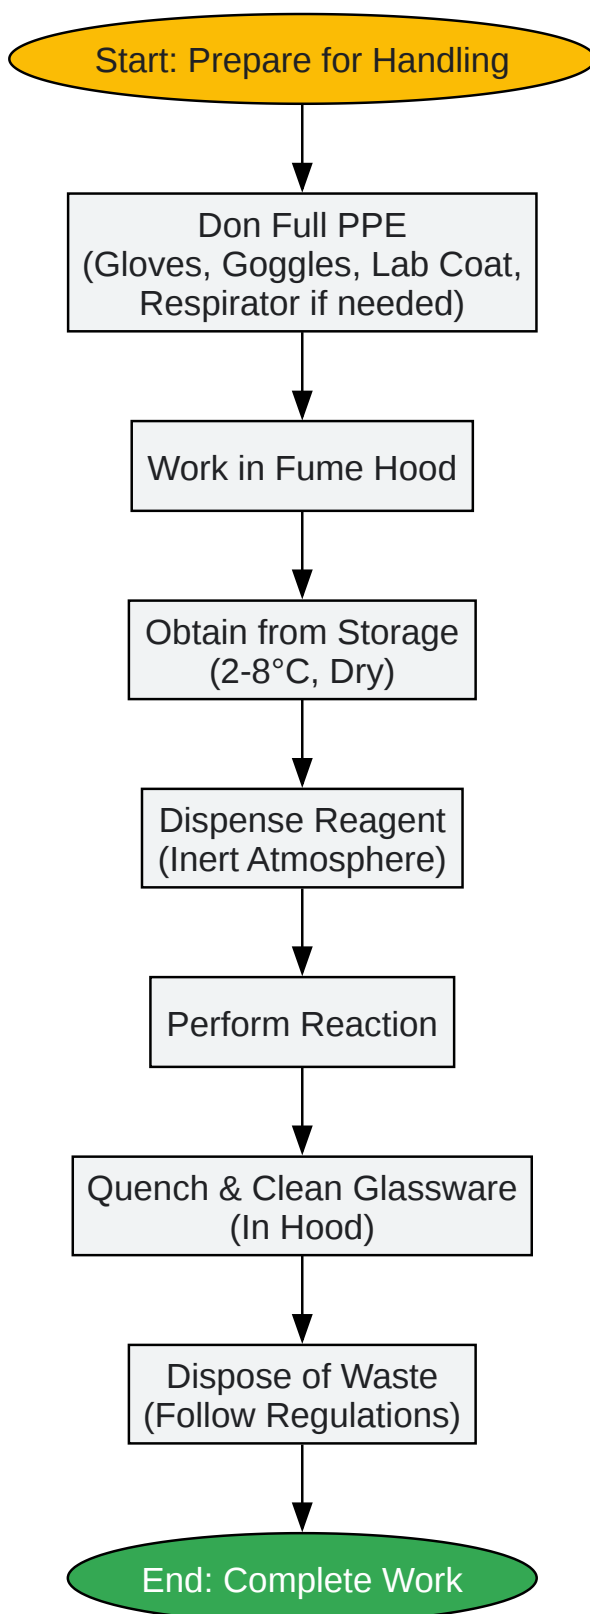 Start: Prepare for Handling
Don Full PPE
(Gloves, Goggles, Lab Coat,
Respirator if needed)
Work in Fume Hood
Obtain from Storage
(2-8°C, Dry)
Dispense Reagent
(Inert Atmosphere)
Perform Reaction
Quench & Clean Glassware
(In Hood)
Dispose of Waste
(Follow Regulations)
End: Complete Work